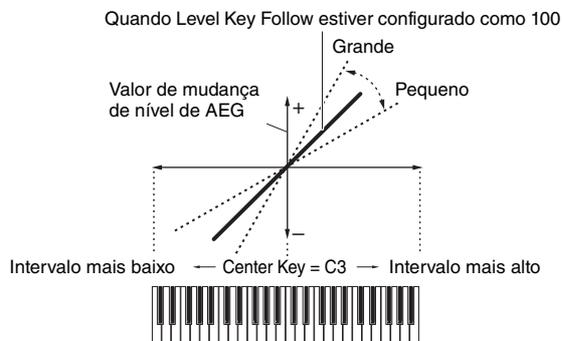 Quando Level Key Follow estiver configurado como 100
Grande
Valor de mudança
de nível de AEG
Pequeno
+
–
Intervalo mais baixo
Center Key = C3
Intervalo mais alto